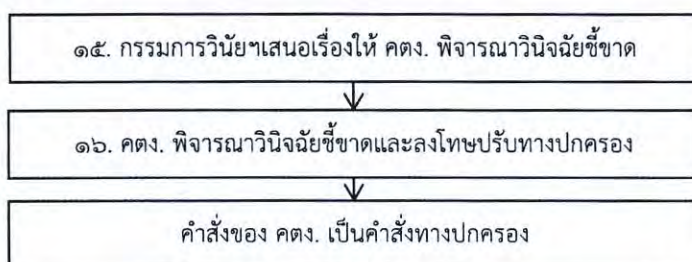 ๑๕. กรรมการวินัยฯเสนอเรื่องให้ คตง. พิจารณาวินิจฉัยชี้ขาด
๑๖. คตง. พิจารณาวินิจฉัยชี้ขาดและลงโทษปรับทางปกครอง
คำสั่งของ คตง. เป็นคำสั่งทางปกครอง